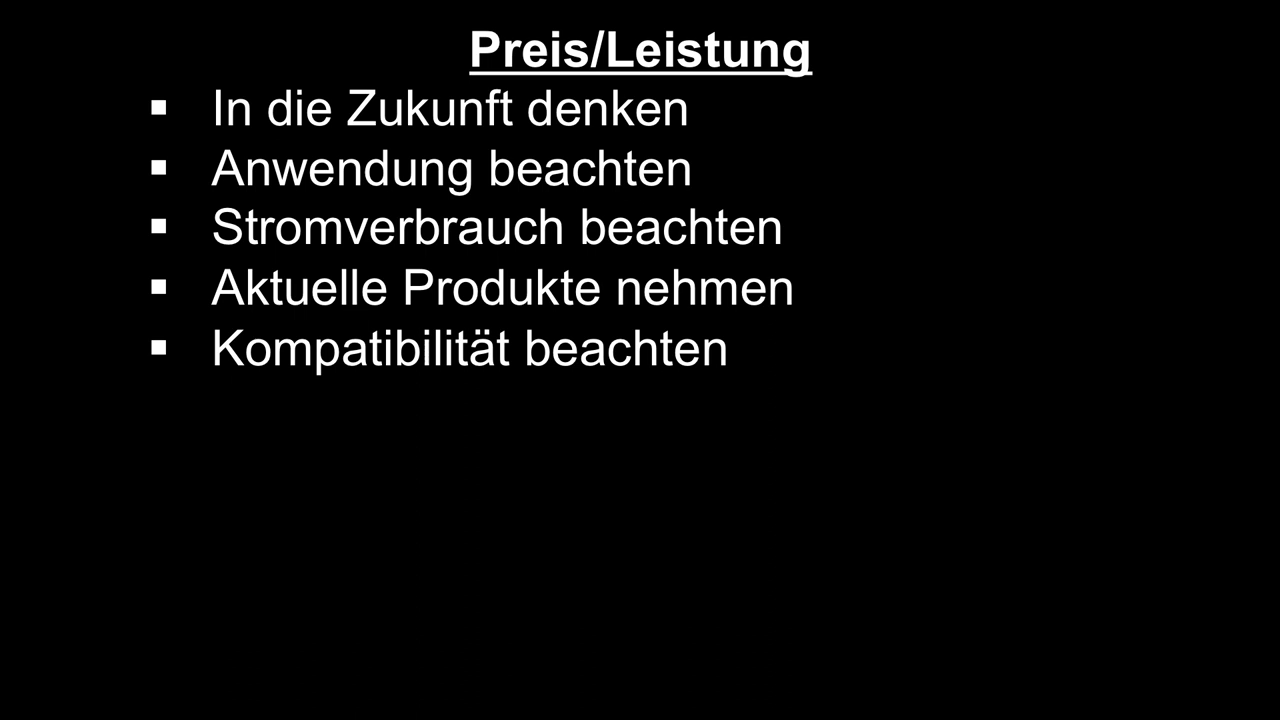 Preis/Leistung
▪ In die Zukunft denken
▪ Anwendung beachten
▪ Stromverbrauch beachten
▪ Aktuelle Produkte nehmen
▪ Kompatibilität beachten